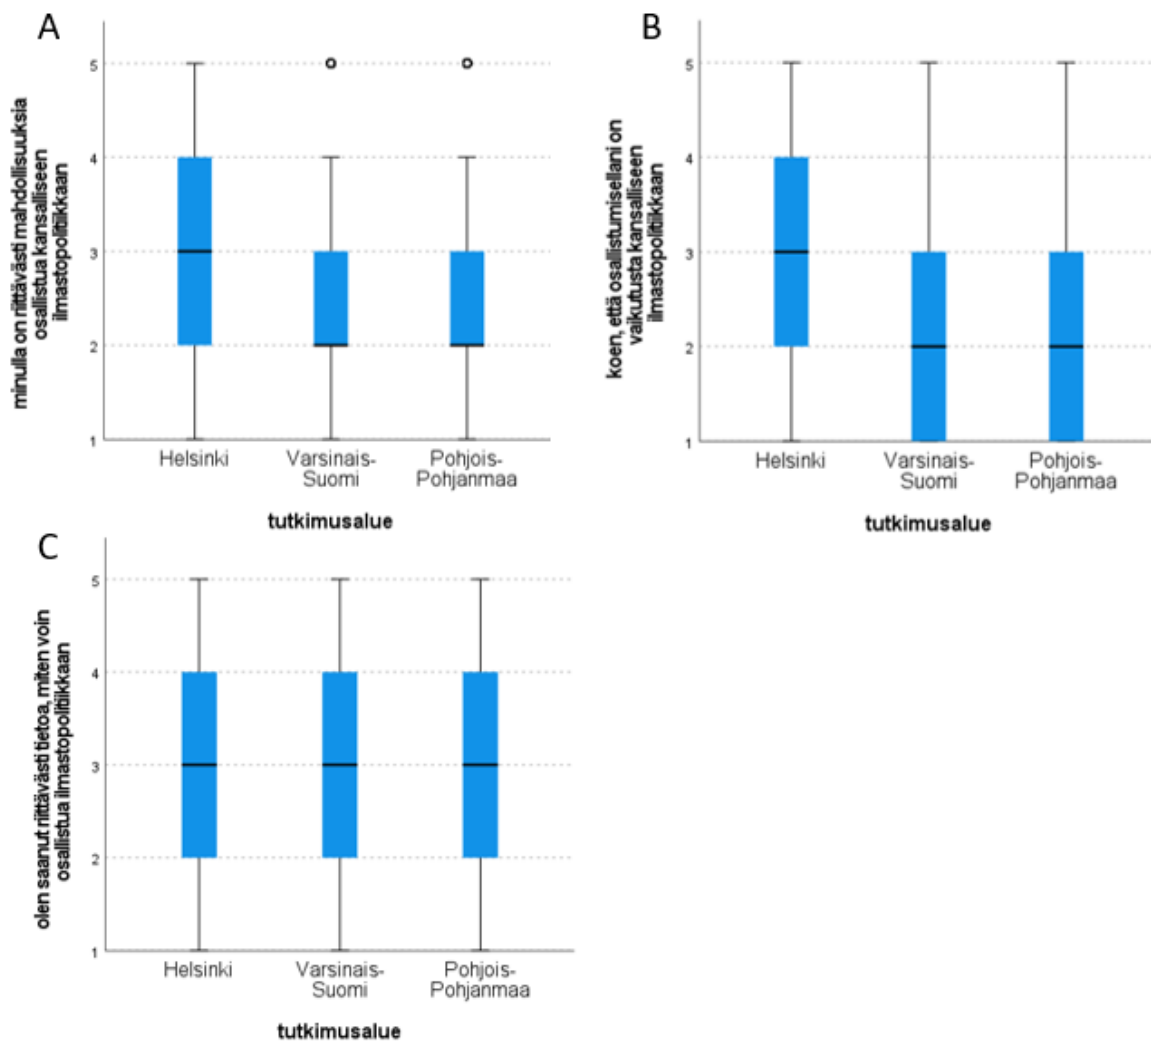 A
minulla on riittävästi mahdollisuuksia
osallistua kansalliseen
ilmastopolitiikkaan
5
4
3
2
1
Helsinki
Varsinais-
Suomi
Pohjois-
Pohjanmaa
tutkimusalue
B
koen, että osallistumisellani on
vaikutusta kansalliseen
ilmastopolitiikkaan
5
4
3
2
1
Helsinki
Varsinais-
Suomi
Pohjois-
Pohjanmaa
tutkimusalue
C
olen saanut riittävästi tietoa, miten voin
osallistua ilmastopolitiikkaan
5
4
3
2
1
Helsinki
Varsinais-
Suomi
Pohjois-
Pohjanmaa
tutkimusalue